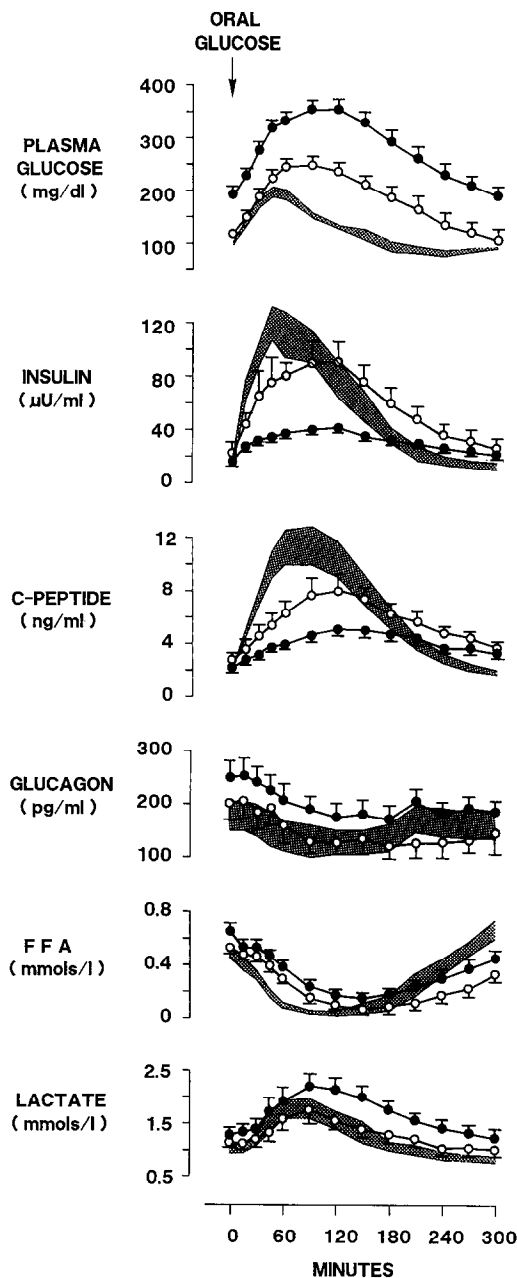 ORAL
GLUCOSE
400
300
200
100
PLASMA
GLUCOSE
( mg/dl )
120
80
40
0
INSULIN
( µU/ml )
12
8
4
0
C-PEPTIDE
( ng/ml )
300
200
100
GLUCAGON
( pg/ml )
0.8
0.4
0
F F A
( mmols/l )
2.5
1.5
0.5
LACTATE
( mmols/l )
0 60 120 180 240 300
MINUTES